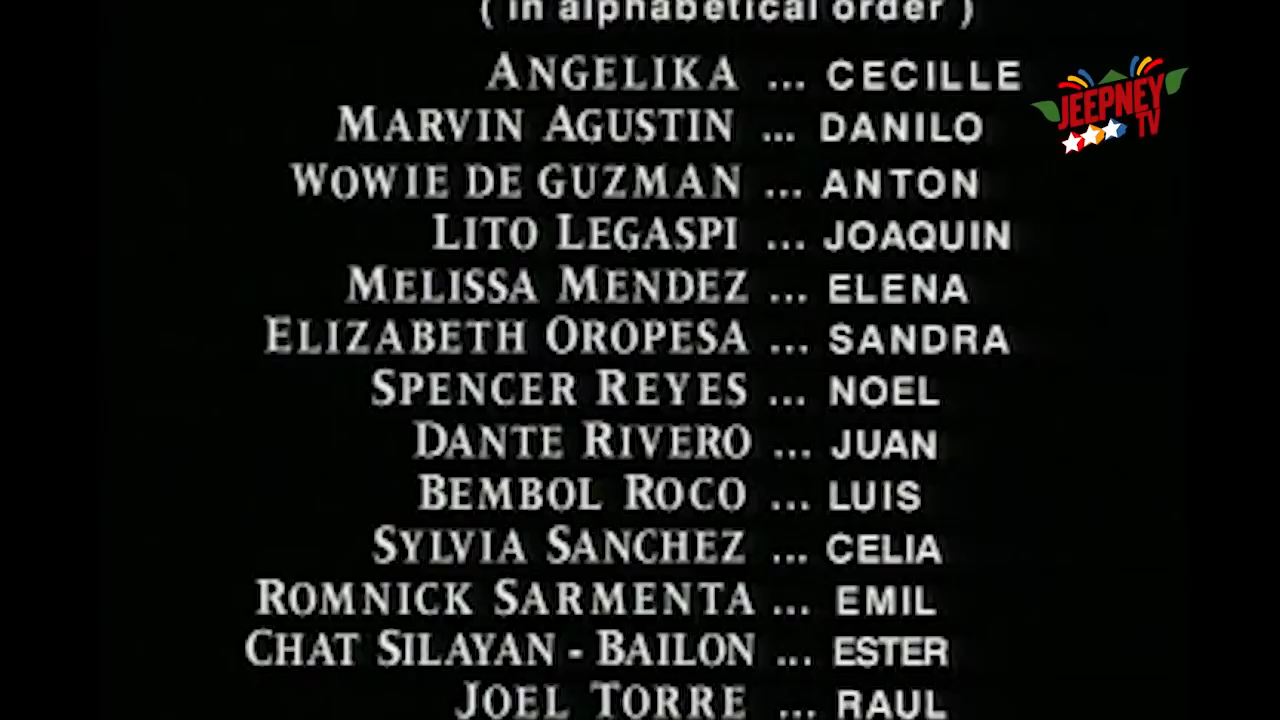 ( in alphabetical order )
ANGELIKA ... CECILLE
MARVIN AGUSTIN ... DANILO
WOWIE DE GUZMAN ... ANTON
LITO LEGASPI ... JOAQUIN
MELISSA MENDEZ ... ELENA
ELIZABETH OROPESA ... SANDRA
SPENCER REYES ... NOEL
DANTE RIVERO ... JUAN
BEMBOL ROCO ... LUIS
SYLVIA SANCHEZ ... CELIA
ROMNICK SARMENTA ... EMIL
CHAT SILAYAN - BAILON ... ESTER
JOEL TORRE ... RAUL
JEEPNEY
TV